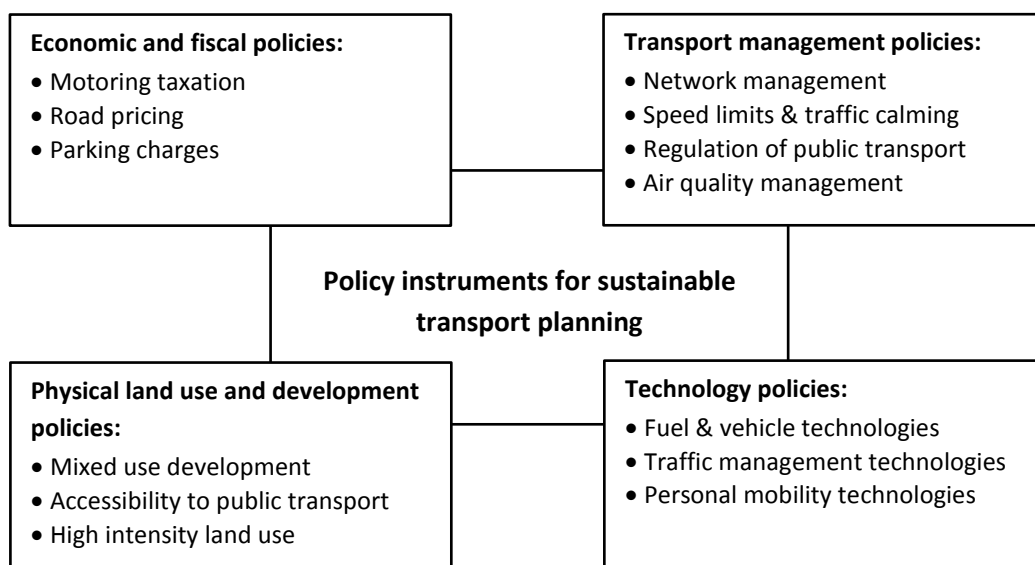 Economic and fiscal policies:
• Motoring taxation
• Road pricing
• Parking charges
Transport management policies:
• Network management
• Speed limits & traffic calming
• Regulation of public transport
• Air quality management
Policy instruments for sustainable
transport planning
Physical land use and development
policies:
• Mixed use development
• Accessibility to public transport
• High intensity land use
Technology policies:
• Fuel & vehicle technologies
• Traffic management technologies
• Personal mobility technologies